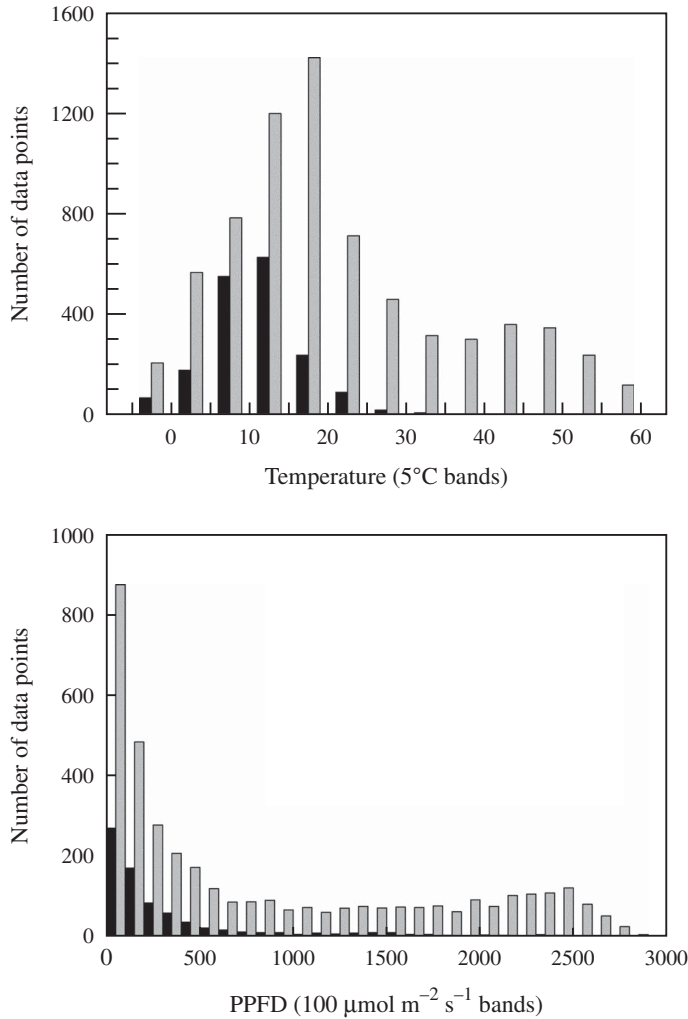 1600
1200
800
400
0
Number of data points
0 10 20 30 40 50 60
Temperature (5°C bands)
1000
800
600
400
200
0
Number of data points
0 500 1000 1500 2000 2500 3000
PPFD (100 μmol m⁻² s⁻¹ bands)